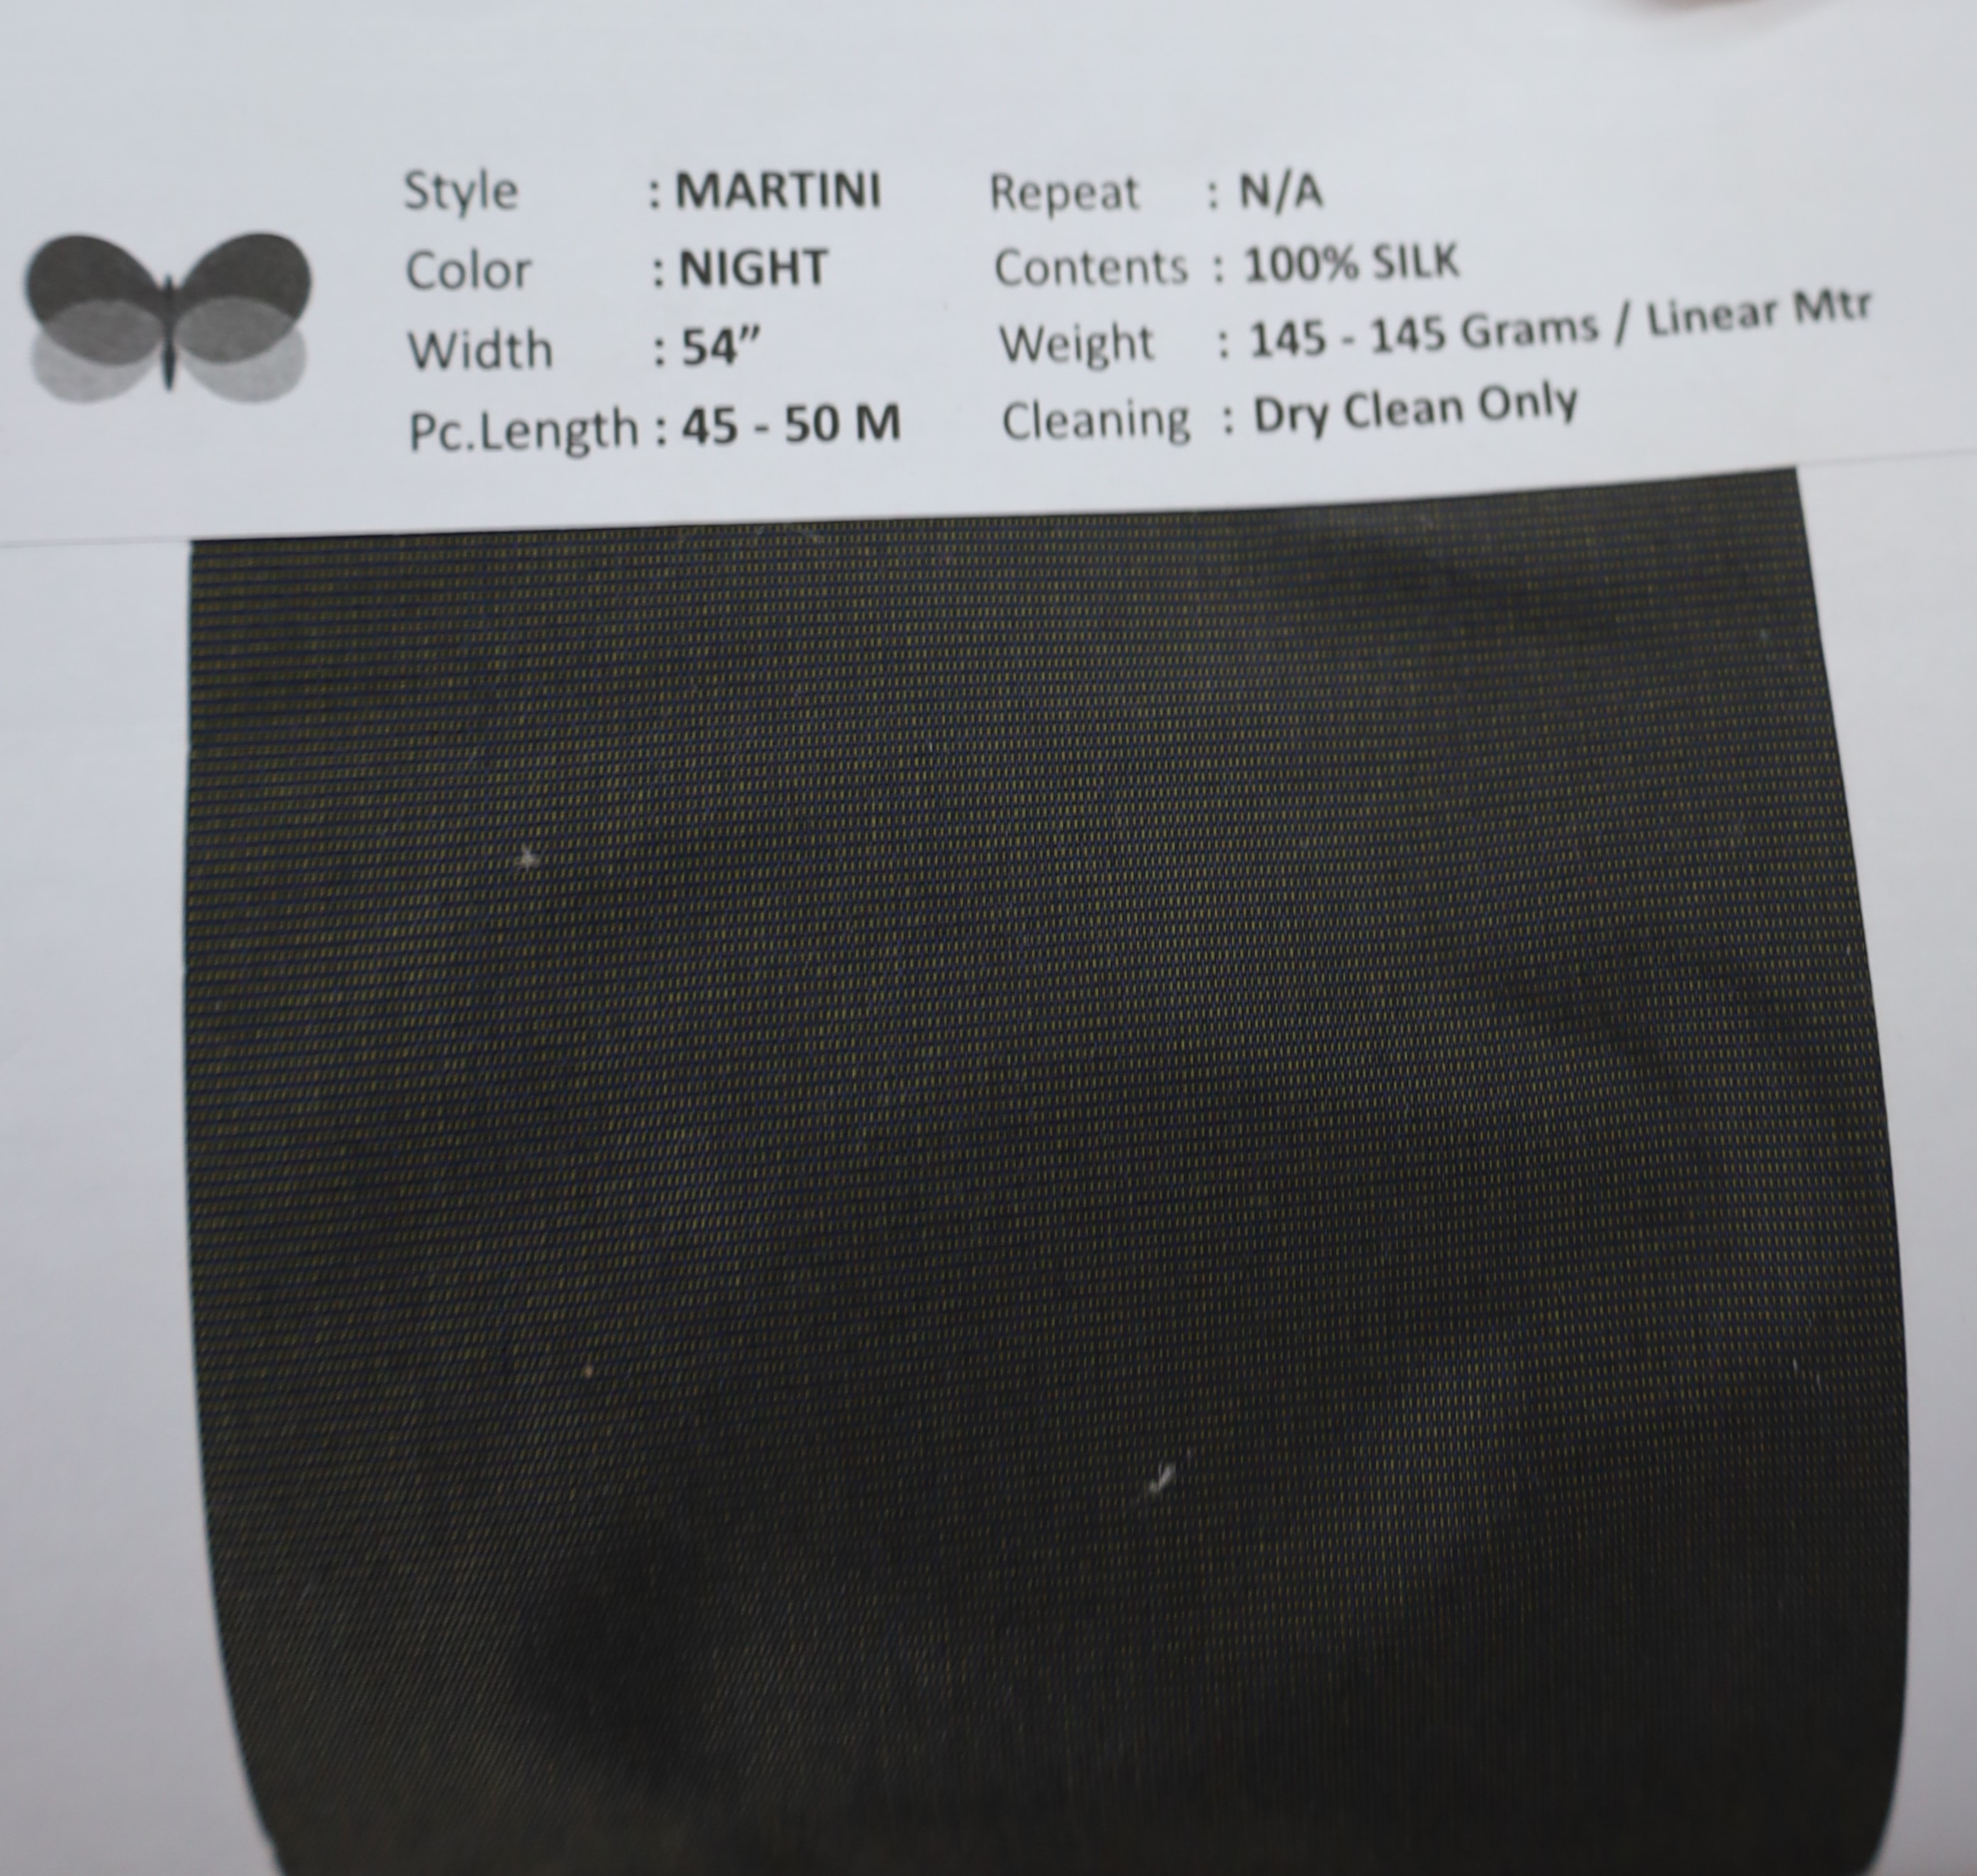 Style : MARTINI Repeat : N/A
Color : NIGHT Contents : 100% SILK
Width : 54” Weight : 145 - 145 Grams / Linear Mtr
Pc.Length : 45 - 50 M Cleaning : Dry Clean Only